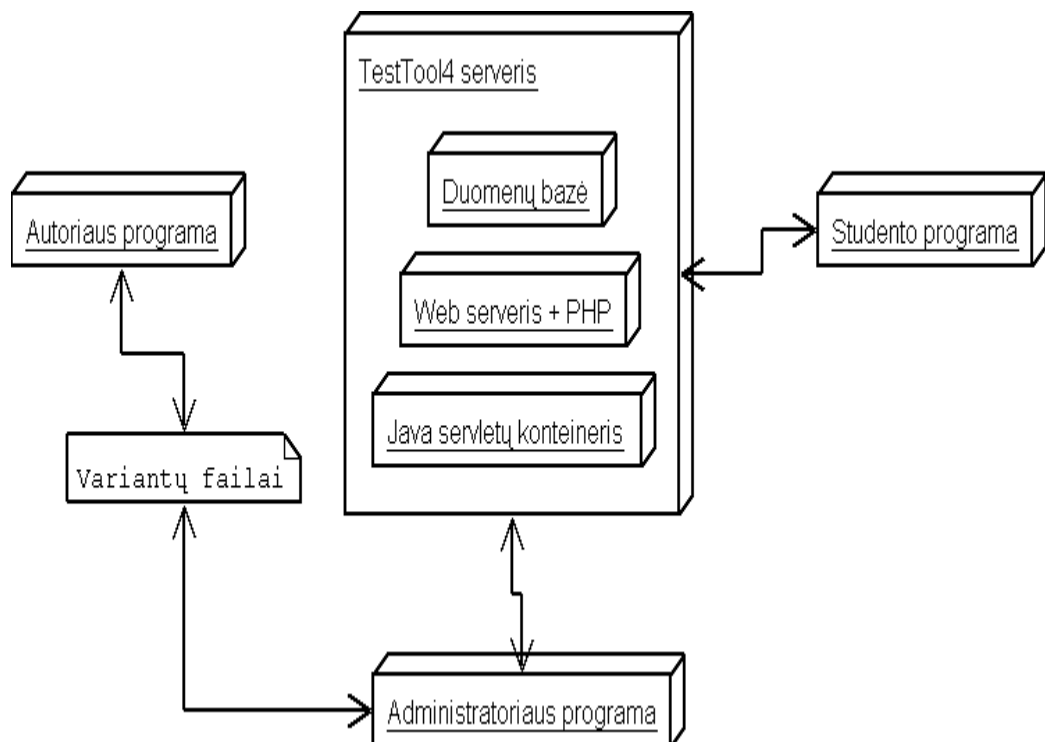 TestTool4 serveris
Duomenų bazė
Autoriaus programa
Studento programa
Web serveris + PHP
Java servletų konteineris
Variantų failai
Administratoriaus programa